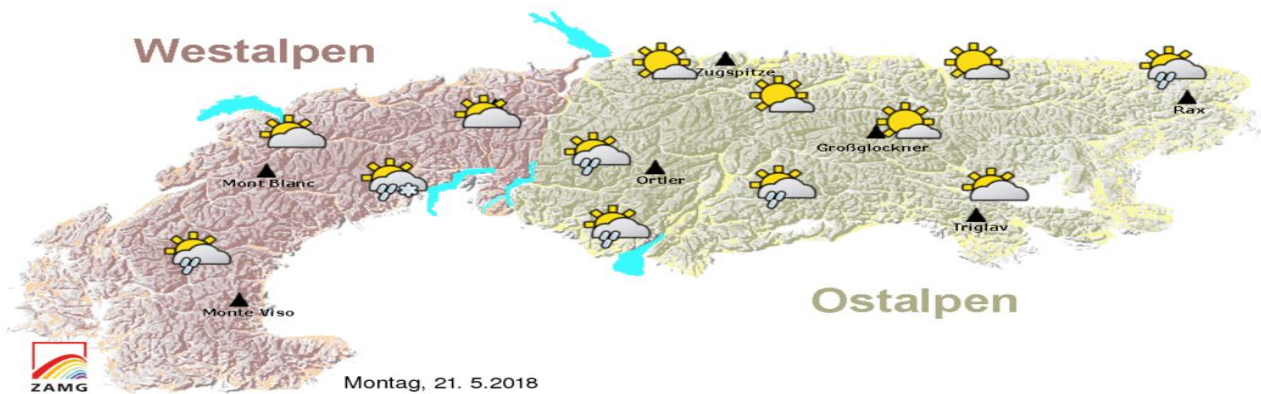 Westalpen
Zugspitze
Rax
Großglockner
Mont Blanc
Ortler
Triglav
Ostalpen
Monte Viso
ZAMG
Montag, 21. 5.2018